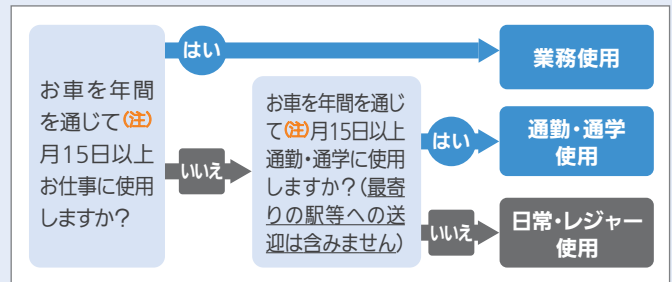 お車を年間
を通じて(注)
月15日以上
お仕事に使用
しますか?
はい
業務使用
いいえ
お車を年間を通じ
て(注)月15日以上
通勤・通学に使用
しますか?(最寄
りの駅等への送
迎は含みません)
はい
通勤・通学
使用
いいえ
日常・レジャー
使用